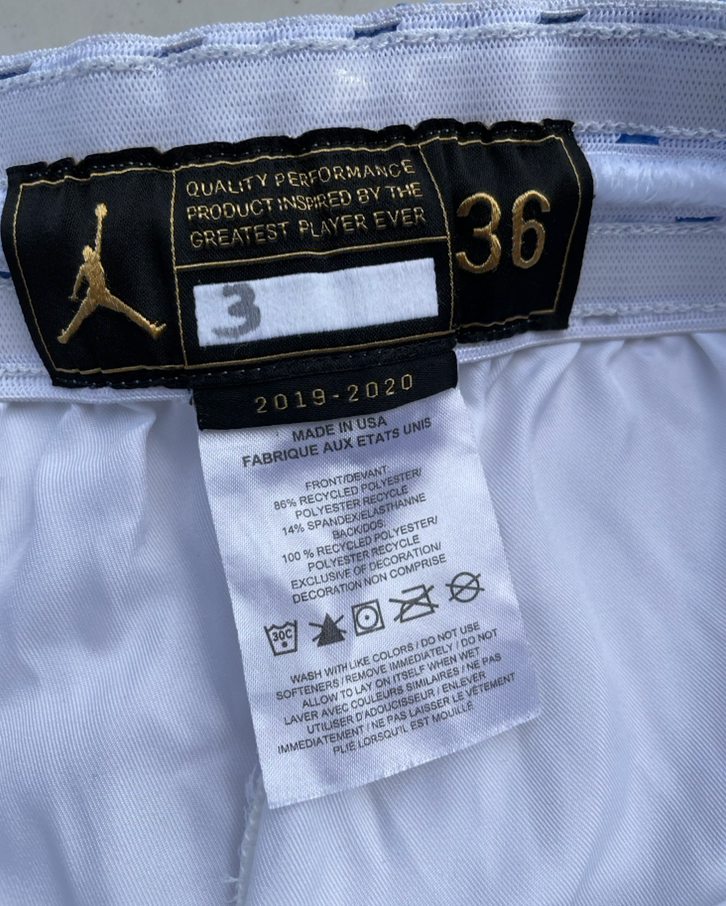 QUALITY PERFORMANCE
PRODUCT INSPIRED BY THE
GREATEST PLAYER EVER
36
3
2019-2020
MADE IN USA
FABRIQUE AUX ETATS UNIS
FRONT/DEVANT:
86% RECYCLED POLYESTER/
POLYESTER RECYCLE
14% SPANDEX/ELASTHANNE
BACK/DOS:
100 % RECYCLED POLYESTER/
POLYESTER RECYCLE
EXCLUSIVE OF DECORATION/
DECORATION NON COMPRISE
30C
WASH WITH LIKE COLORS / DO NOT USE
SOFTENERS / REMOVE IMMEDIATELY / DO NOT
ALLOW TO LAY ON ITSELF WHEN WET
LAVER AVEC COULEURS SIMILAIRES / NE PAS
UTILISER D'ADOUCISSEUR / ENLEVER
IMMEDIATEMENT / NE PAS LAISSER LE VÊTEMENT
PLIÉ LORSQU'IL EST MOUILLÉ.